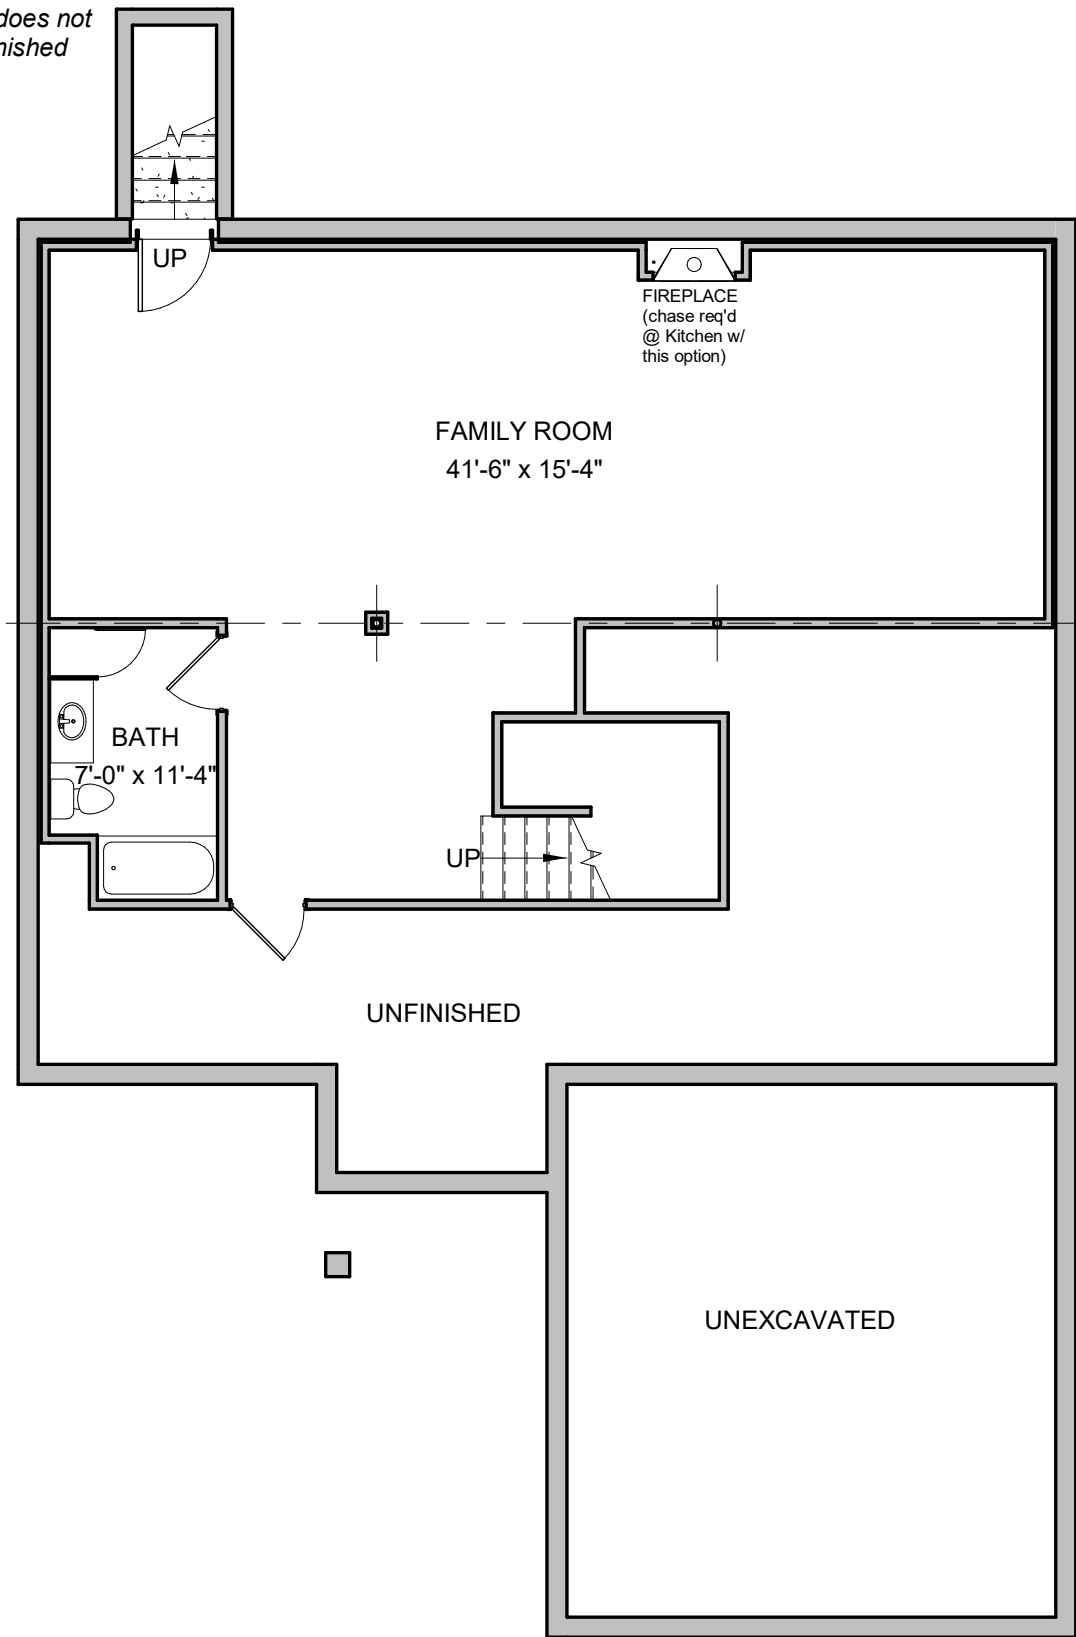 does not
UP
FIREPLACE
(chase req'd
@ Kitchen w/
this option)
FAMILY ROOM
41'-6" x 15'-4"
BATH
7'-0" x 11'-4"
UP
UNFINISHED
UNEXCAVATED